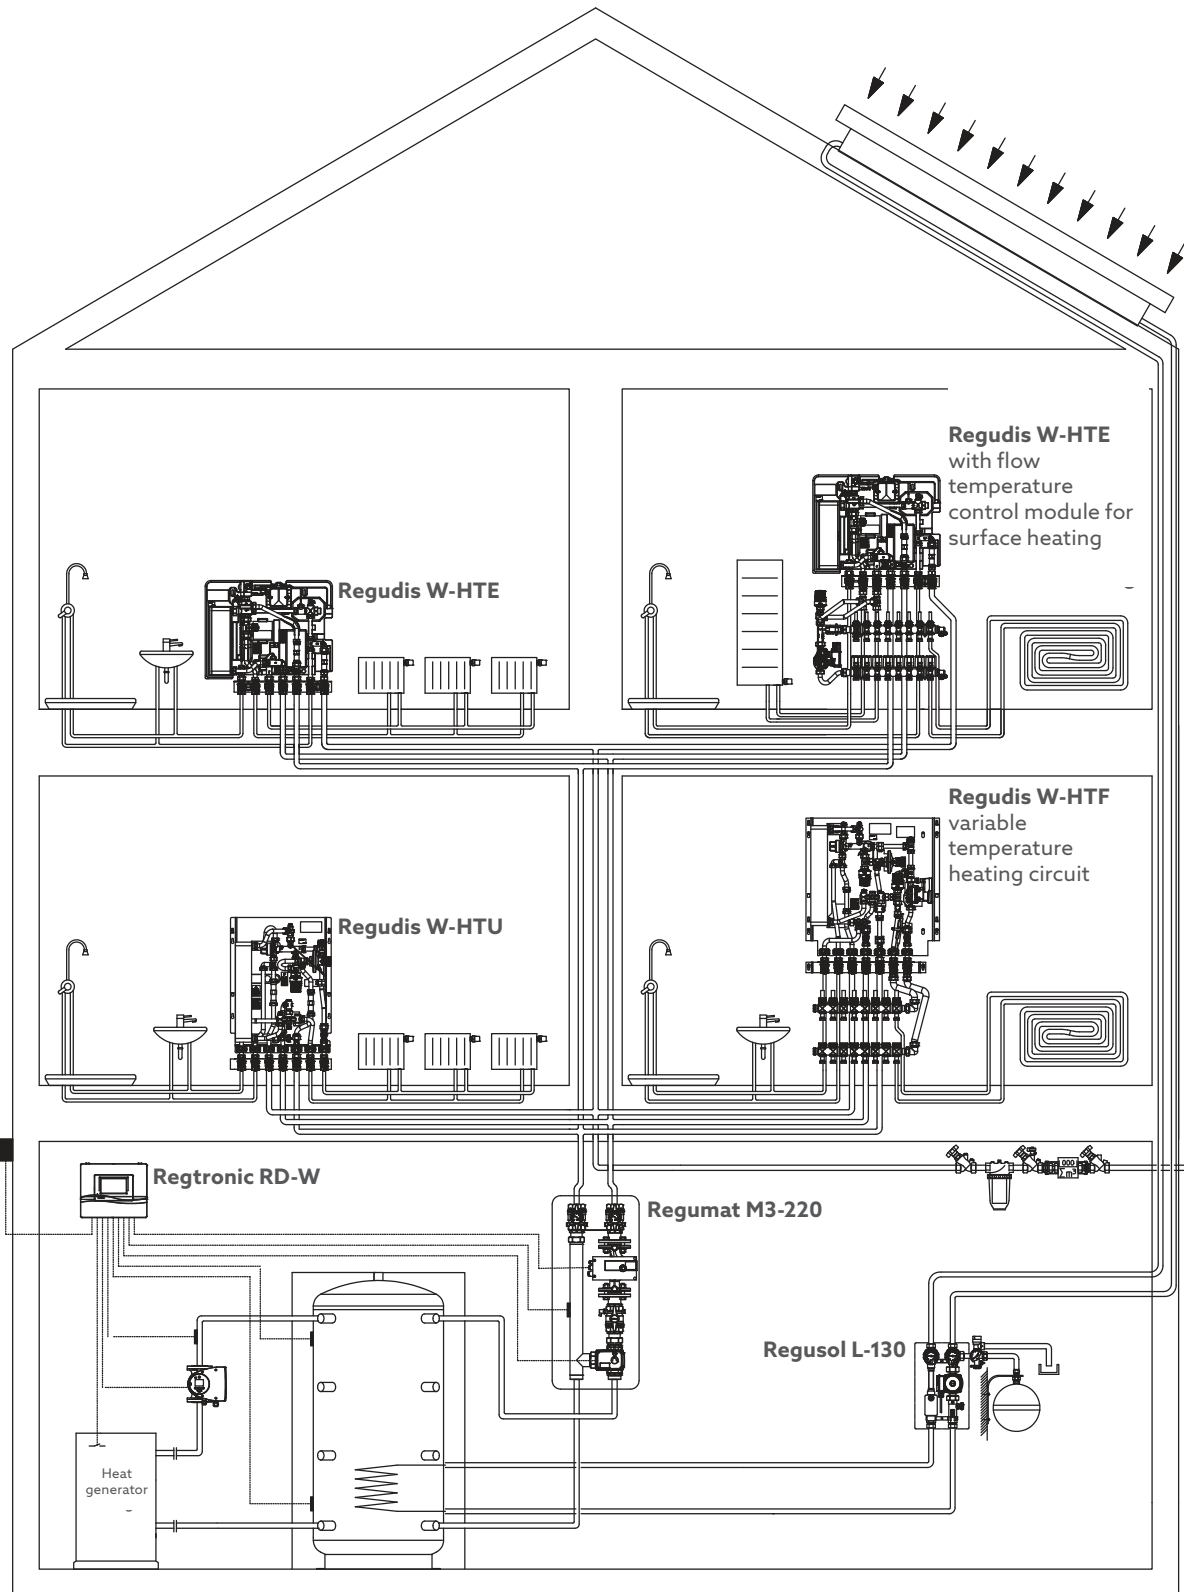 Regudis W-HTE
with flow
temperature
control module for
surface heating
Regudis W-HTE
Regudis W-HTF
variable
temperature
heating circuit
Regudis W-HTU
Regtronic RD-W
Regumat M3-220
Regusol L-130
Heat
generator